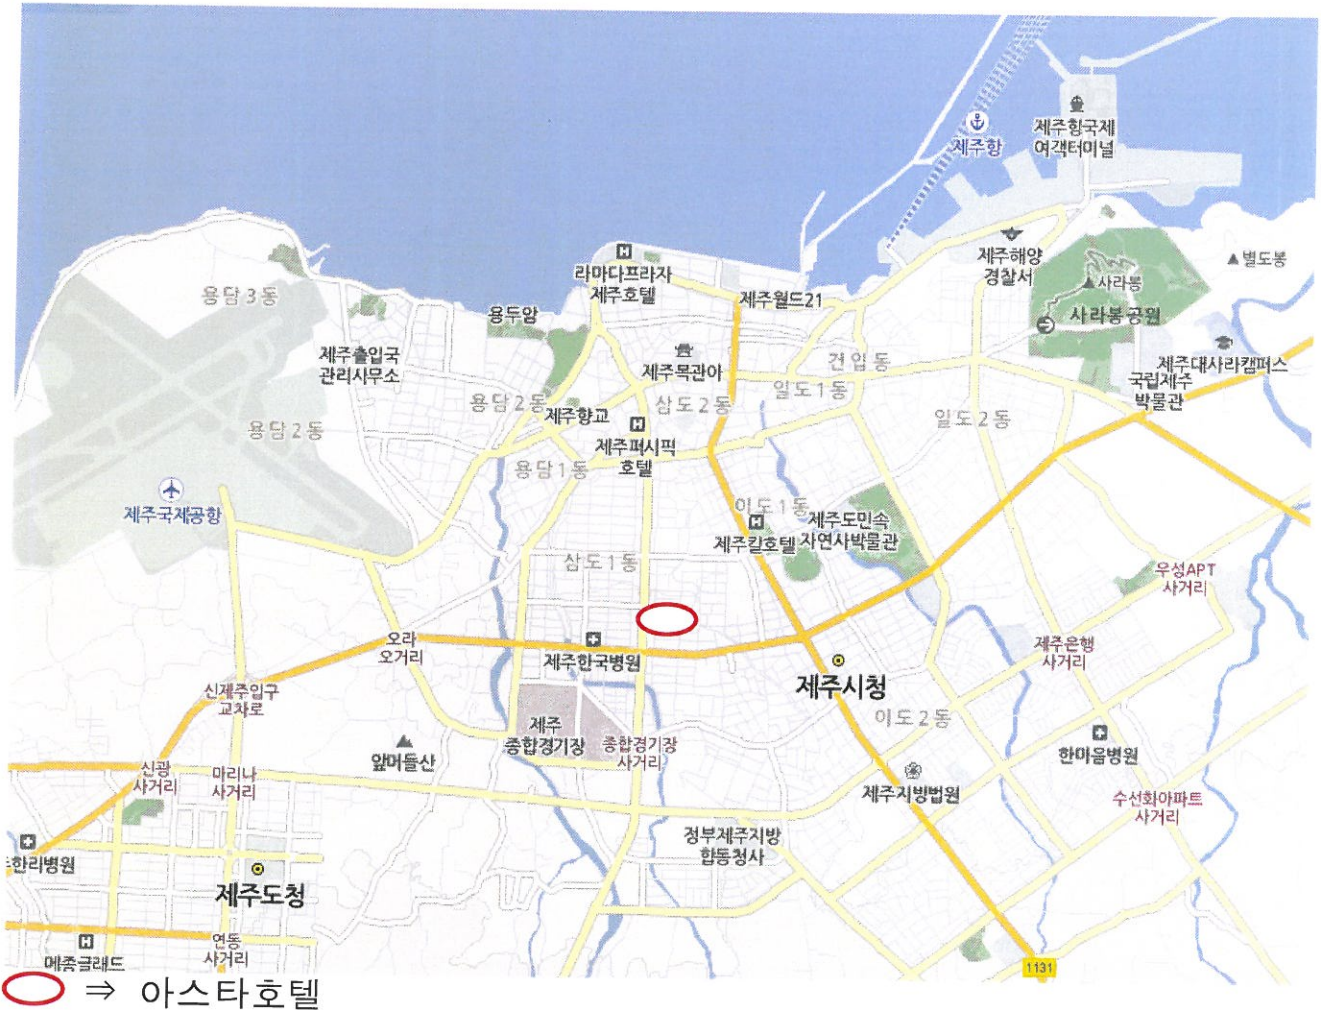 제주항국제
여객터미널
제주항
제주해양
경찰서
별도봉
사라봉
사라봉공원
라마다프라자
제주호텔
제주월드21
용담3동
용두암
제주출입국
관리사무소
제주목관아
건입동
제주대사라캠퍼스
국립제주
박물관
일도1동
용담2동
제주향교
삼도2동
일도2동
용담2동
제주퍼시픽
호텔
용담1동
제주국제공항
이도1동
제주칼호텔
제주도민속
자연사박물관
삼도1동
우성APT
사거리
오라
오거리
제주한국병원
제주은행
사거리
제주시청
신제주입구
교차로
이도2동
제주
종합경기장
종합경기장
사거리
앞머들산
한마음병원
신광
사거리
마리나
사거리
제주지방법원
수선화아파트
사거리
정부제주지방
합동청사
한라병원
제주도청
연동
사거리
메종글래드
1131
⇒ 아스타호텔